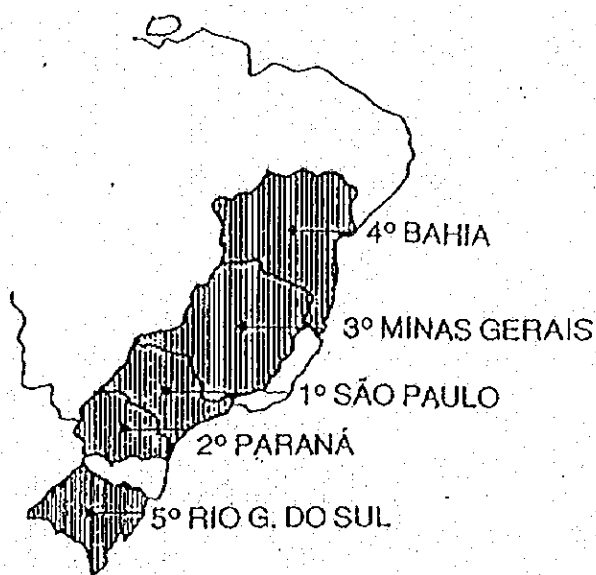 4º BAHIA
3º MINAS GERAIS
1º SÃO PAULO
2º PARANÁ
5º RIO G. DO SUL